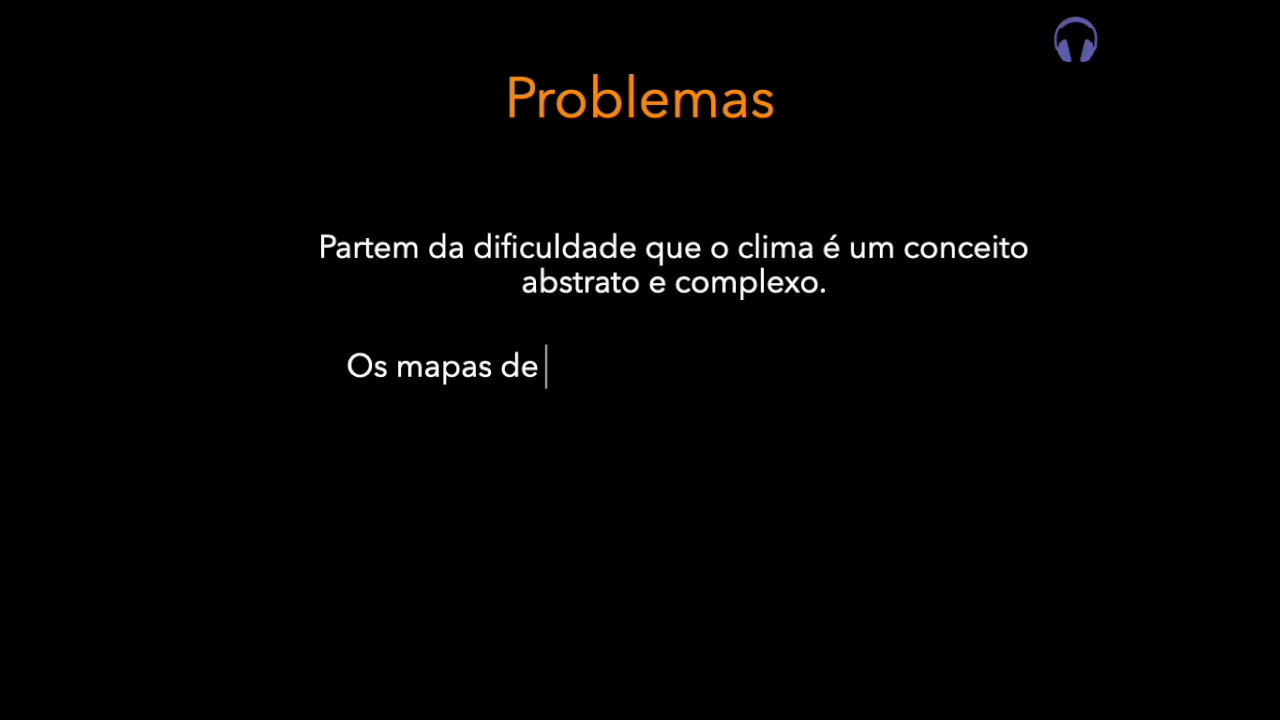 Problemas
Partem da dificuldade que o clima é um conceito
abstrato e complexo.
Os mapas de